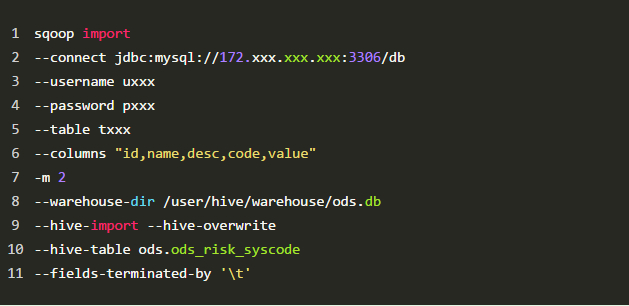 1 sqoop import
2 --connect jdbc:mysql://172.xxx.xxx.xxx:3306/db
3 --username uxxx
4 --password pxxx
5 --table txxx
6 --columns "id,name,desc,code,value"
7 -m 2
8 --warehouse-dir /user/hive/warehouse/ods.db
9 --hive-import --hive-overwrite
10 --hive-table ods.ods_risk_syscode
11 --fields-terminated-by '\t'